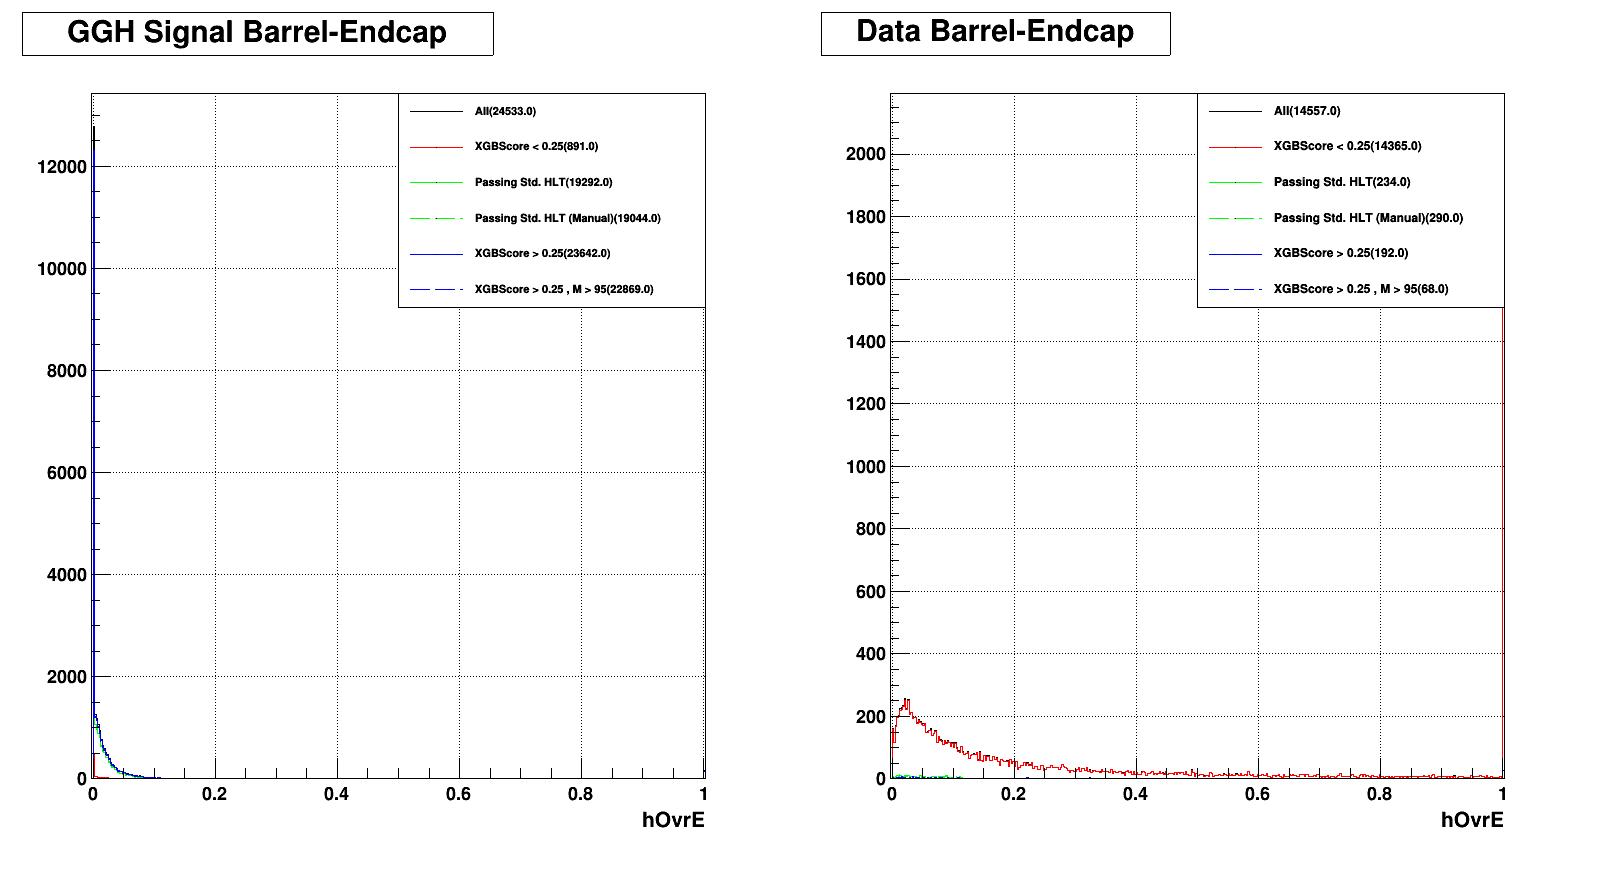 GGH Signal Barrel-Endcap
All(24533.0)
XGBScore < 0.25(891.0)
Passing Std. HLT(19292.0)
Passing Std. HLT (Manual)(19044.0)
XGBScore > 0.25(23642.0)
XGBScore > 0.25 , M > 95(22869.0)
12000
10000
8000
6000
4000
2000
0
0 0.2 0.4 0.6 0.8 1
hOvrE
Data Barrel-Endcap
All(14557.0)
XGBScore < 0.25(14365.0)
Passing Std. HLT(234.0)
Passing Std. HLT (Manual)(290.0)
XGBScore > 0.25(192.0)
XGBScore > 0.25 , M > 95(68.0)
2000
1800
1600
1400
1200
1000
800
600
400
200
0
0 0.2 0.4 0.6 0.8 1
hOvrE